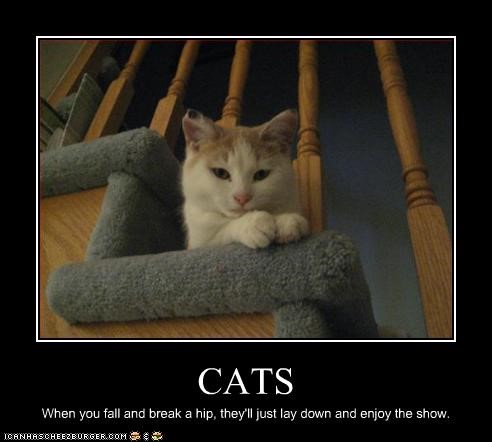 CATS
When you fall and break a hip, they'll just lay down and enjoy the show.
ICANHASCHEEZBURGER.COM